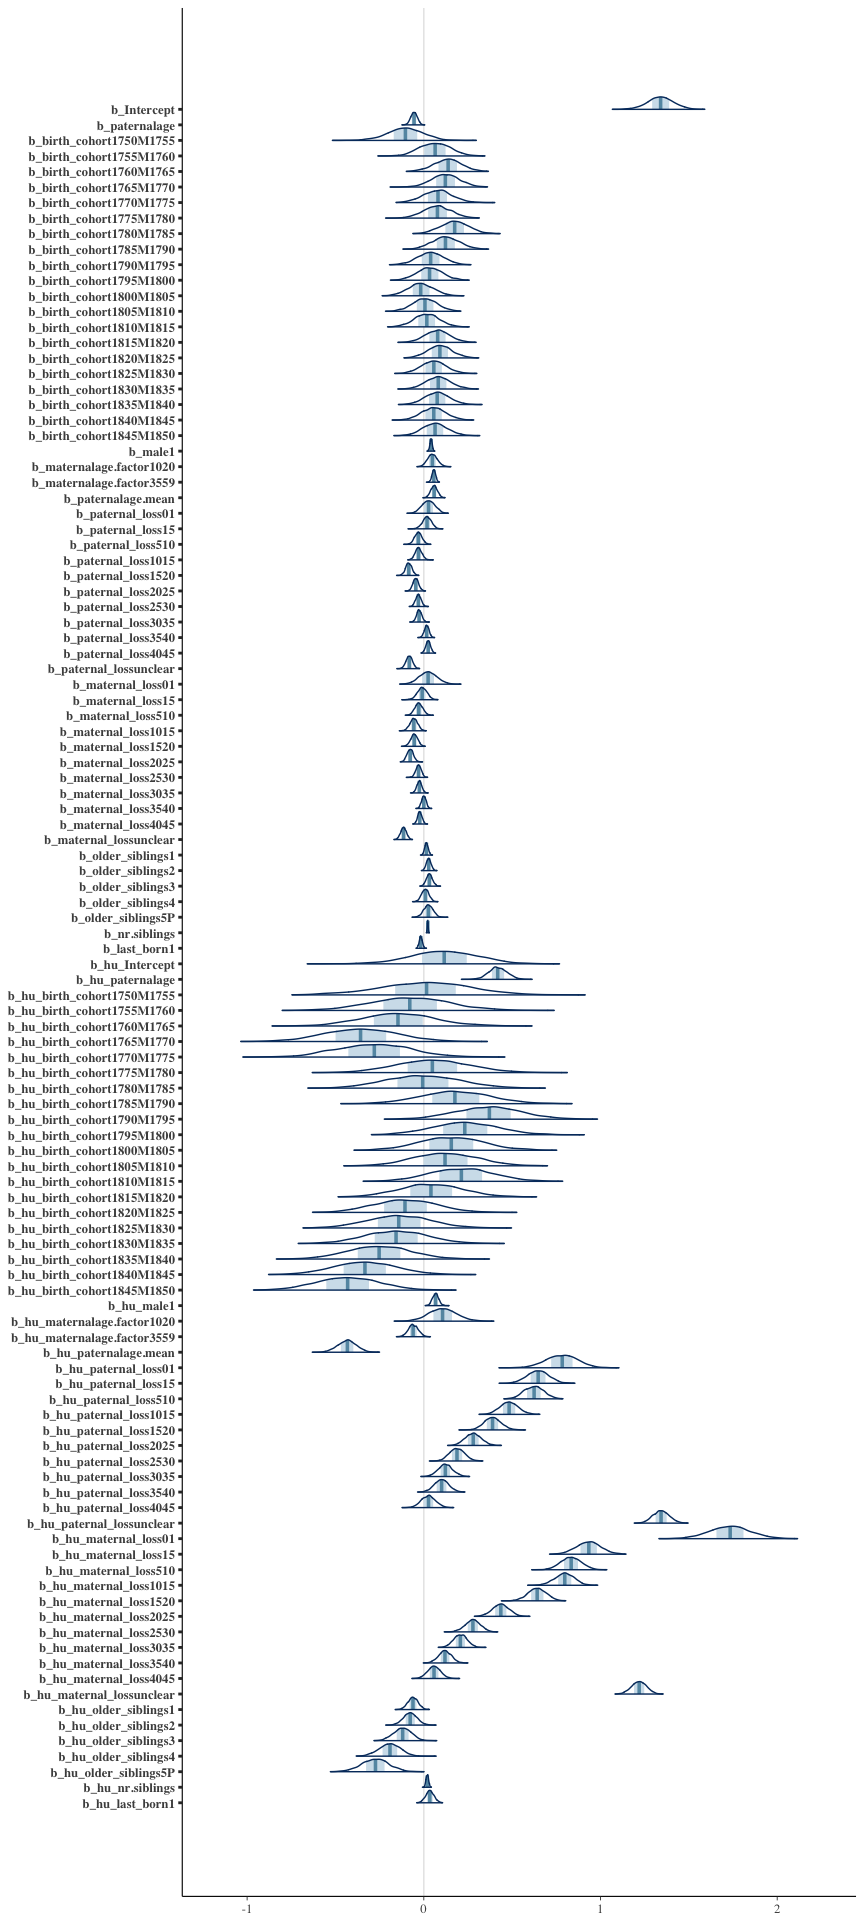 b_Intercept
b_paternalage
b_birth_cohort1750M1755
b_birth_cohort1755M1760
b_birth_cohort1760M1765
b_birth_cohort1765M1770
b_birth_cohort1770M1775
b_birth_cohort1775M1780
b_birth_cohort1780M1785
b_birth_cohort1785M1790
b_birth_cohort1790M1795
b_birth_cohort1795M1800
b_birth_cohort1800M1805
b_birth_cohort1805M1810
b_birth_cohort1810M1815
b_birth_cohort1815M1820
b_birth_cohort1820M1825
b_birth_cohort1825M1830
b_birth_cohort1830M1835
b_birth_cohort1835M1840
b_birth_cohort1840M1845
b_birth_cohort1845M1850
b_male1
b_maternalage.factor1020
b_maternalage.factor3559
b_paternalage.mean
b_paternal_loss01
b_paternal_loss15
b_paternal_loss510
b_paternal_loss1015
b_paternal_loss1520
b_paternal_loss2025
b_paternal_loss2530
b_paternal_loss3035
b_paternal_loss3540
b_paternal_loss4045
b_paternal_lossunclear
b_maternal_loss01
b_maternal_loss15
b_maternal_loss510
b_maternal_loss1015
b_maternal_loss1520
b_maternal_loss2025
b_maternal_loss2530
b_maternal_loss3035
b_maternal_loss3540
b_maternal_loss4045
b_maternal_lossunclear
b_older_siblings1
b_older_siblings2
b_older_siblings3
b_older_siblings4
b_older_siblings5P
b_nr.siblings
b_last_born1
b_hu_Intercept
b_hu_paternalage
b_hu_birth_cohort1750M1755
b_hu_birth_cohort1755M1760
b_hu_birth_cohort1760M1765
b_hu_birth_cohort1765M1770
b_hu_birth_cohort1770M1775
b_hu_birth_cohort1775M1780
b_hu_birth_cohort1780M1785
b_hu_birth_cohort1785M1790
b_hu_birth_cohort1790M1795
b_hu_birth_cohort1795M1800
b_hu_birth_cohort1800M1805
b_hu_birth_cohort1805M1810
b_hu_birth_cohort1810M1815
b_hu_birth_cohort1815M1820
b_hu_birth_cohort1820M1825
b_hu_birth_cohort1825M1830
b_hu_birth_cohort1830M1835
b_hu_birth_cohort1835M1840
b_hu_birth_cohort1840M1845
b_hu_birth_cohort1845M1850
b_hu_male1
b_hu_maternalage.factor1020
b_hu_maternalage.factor3559
b_hu_paternalage.mean
b_hu_paternal_loss01
b_hu_paternal_loss15
b_hu_paternal_loss510
b_hu_paternal_loss1015
b_hu_paternal_loss1520
b_hu_paternal_loss2025
b_hu_paternal_loss2530
b_hu_paternal_loss3035
b_hu_paternal_loss3540
b_hu_paternal_loss4045
b_hu_paternal_lossunclear
b_hu_maternal_loss01
b_hu_maternal_loss15
b_hu_maternal_loss510
b_hu_maternal_loss1015
b_hu_maternal_loss1520
b_hu_maternal_loss2025
b_hu_maternal_loss2530
b_hu_maternal_loss3035
b_hu_maternal_loss3540
b_hu_maternal_loss4045
b_hu_maternal_lossunclear
b_hu_older_siblings1
b_hu_older_siblings2
b_hu_older_siblings3
b_hu_older_siblings4
b_hu_older_siblings5P
b_hu_nr.siblings
b_hu_last_born1
-1 0 1 2